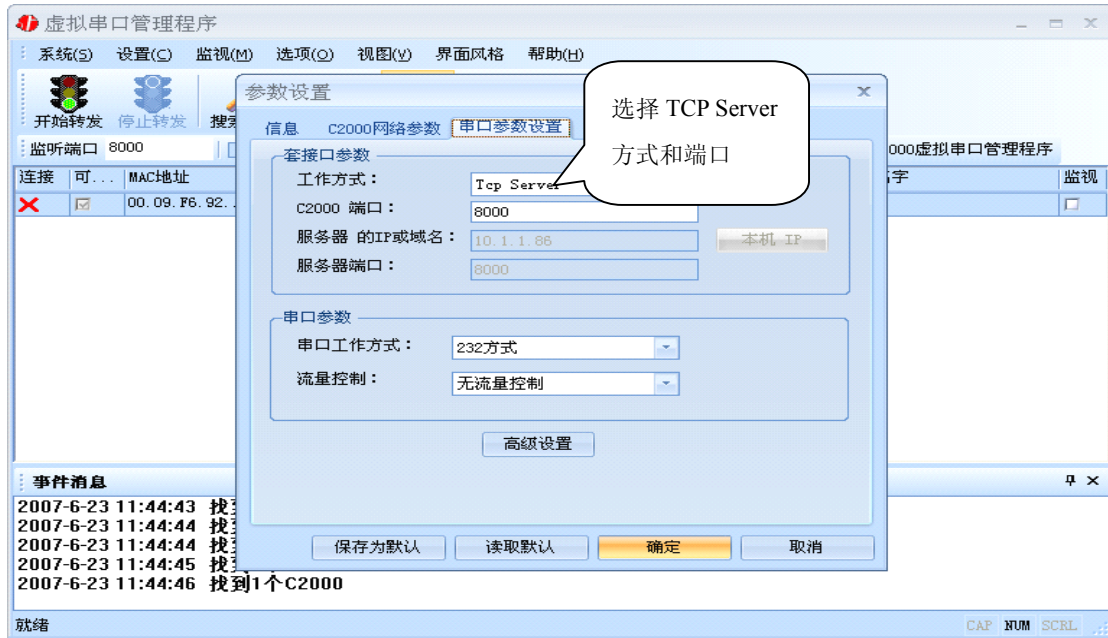 虚拟串口管理程序
系统(S) 设置(C) 监视(M) 选项(O) 视图(V) 界面风格 帮助(H)
开始转发 停止转发
监听端口 8000
000虚拟串口管理程序
连接 可... MAC地址 字 监视
00.09.F6.92.
参数设置
信息 C2000网络参数 串口参数设置
选择 TCP Server
方式和端口
套接口参数
工作方式： Tcp Server
C2000 端口： 8000
服务器 的IP或域名： 10.1.1.86 本机 IP
服务器端口： 8000
串口参数
串口工作方式： 232方式
流量控制： 无流量控制
高级设置
保存为默认 读取默认 确定 取消
事件消息
2007-6-23 11:44:43 找
2007-6-23 11:44:44 找
2007-6-23 11:44:44 找
2007-6-23 11:44:45 找
2007-6-23 11:44:46 找到1个C2000
就绪 CAP NUM SCRL